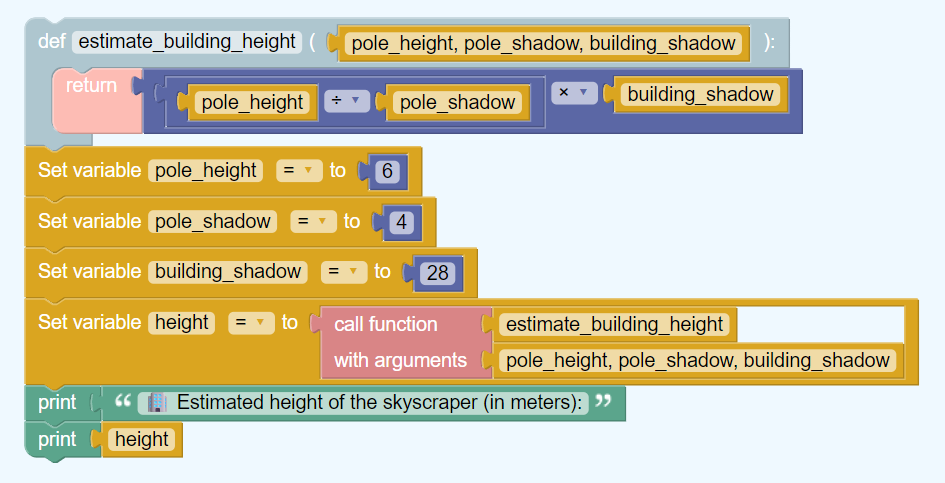 def estimate_building_height ( pole_height, pole_shadow, building_shadow ):
return pole_height ÷ pole_shadow × building_shadow
Set variable pole_height = to 6
Set variable pole_shadow = to 4
Set variable building_shadow = to 28
Set variable height = to call function estimate_building_height
with arguments pole_height, pole_shadow, building_shadow
print “ 🏢 Estimated height of the skyscraper (in meters): ”
print height